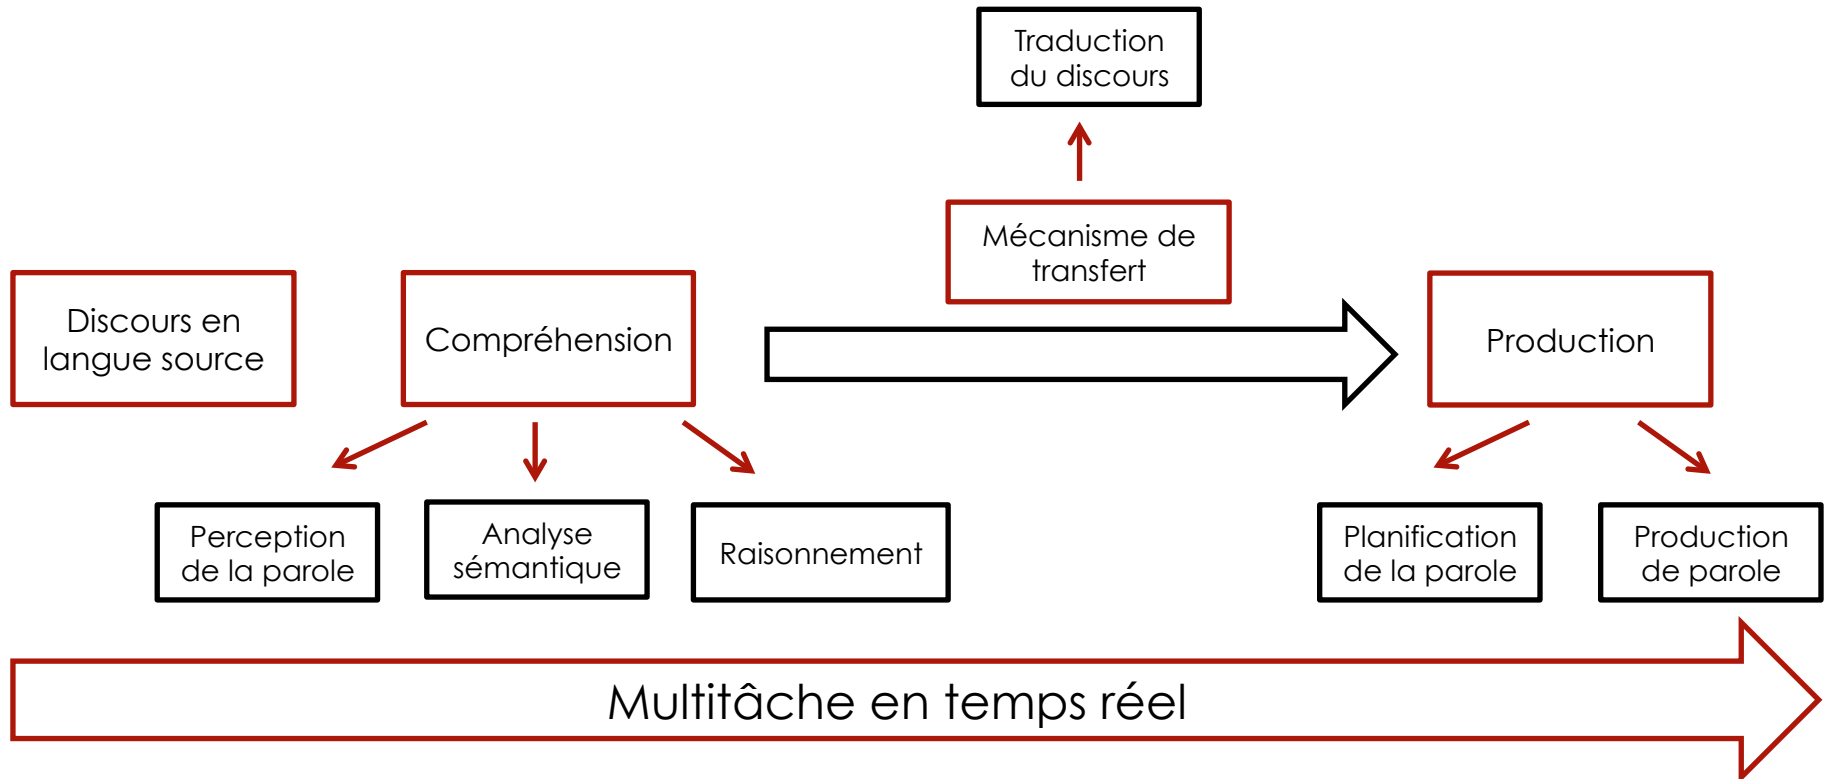 Traduction
du discours
Mécanisme de
transfert
Discours en
langue source
Compréhension
Production
Perception
de la parole
Analyse
sémantique
Raisonnement
Planification
de la parole
Production
de parole
Multitâche en temps réel